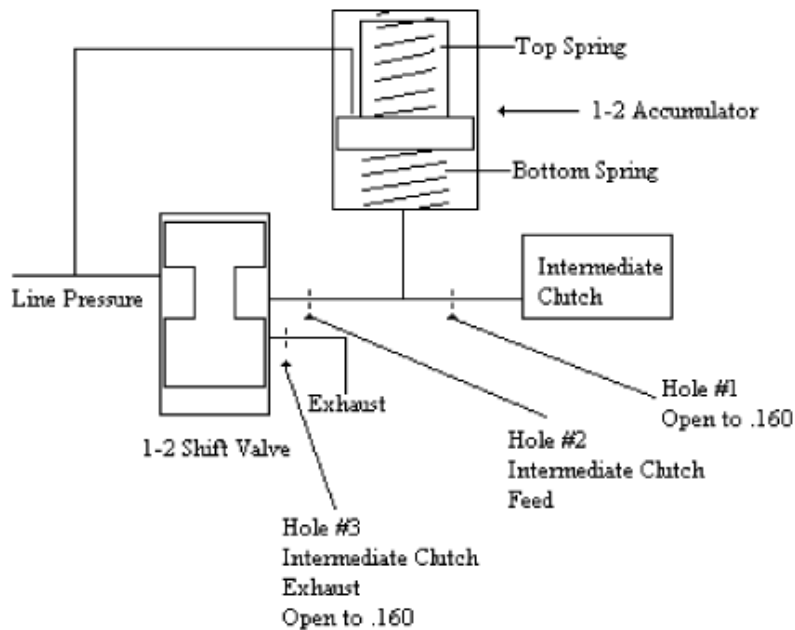 Top Spring
1-2 Accumulator
Bottom Spring
Intermediate
Clutch
Line Pressure
Exhaust
1-2 Shift Valve
Hole #1
Open to .160
Hole #2
Intermediate Clutch
Feed
Hole #3
Intermediate Clutch
Exhaust
Open to .160